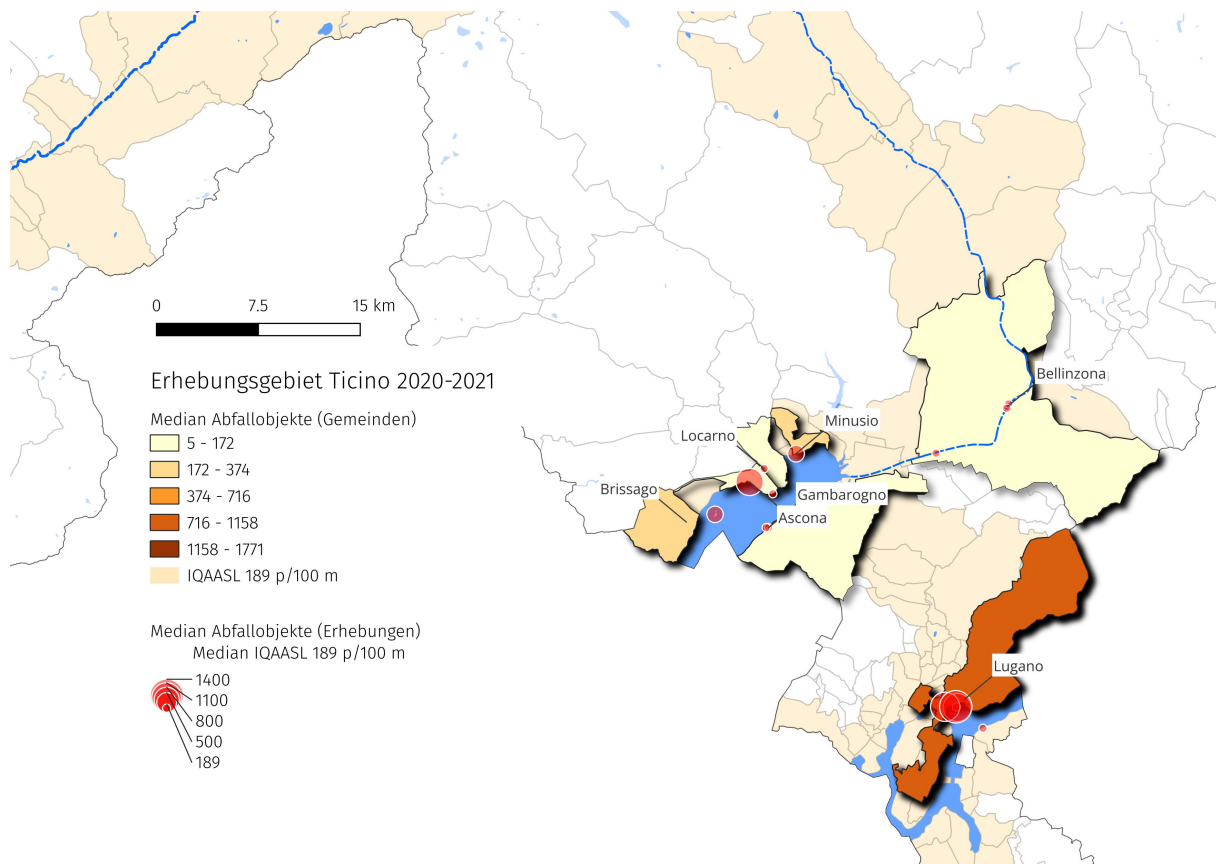 0 7.5 15 km
Erhebungsgebiet Ticino 2020-2021
Median Abfallobjekte (Gemeinden)
5 - 172
172 - 374
374 - 716
716 - 1158
1158 - 1771
IQAASL 189 p/100 m
Median Abfallobjekte (Erhebungen)
Median IQAASL 189 p/100 m
1400
1100
800
500
189
Bellinzona
Minusio
Locarno
Brissago
Gambarogno
Ascona
Lugano